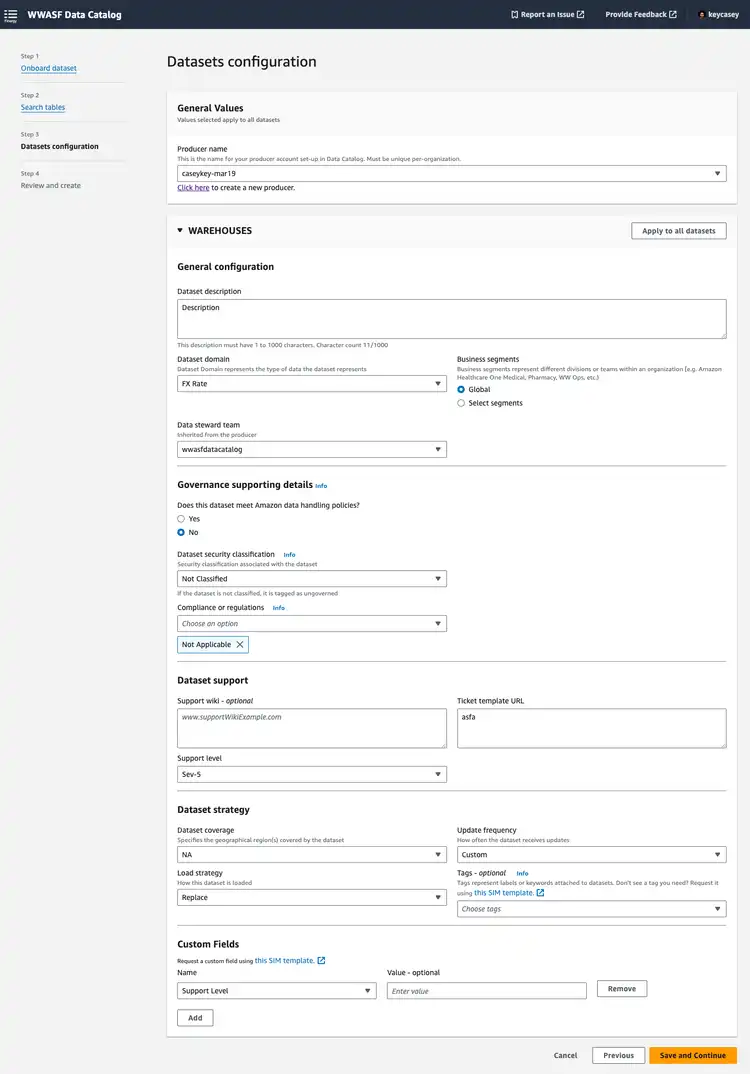 WWASF Data Catalog
Report an Issue
Provide Feedback
keycasey
Step 1
Onboard dataset
Step 2
Search tables
Step 3
Datasets configuration
Step 4
Review and create
Datasets configuration
General Values
Values selected apply to all datasets
Producer name
This is the name for your producer account set-up in Data Catalog. Must be unique per-organization.
caseykey-mar19
Click here to create a new producer.
WAREHOUSES
Apply to all datasets
General configuration
Dataset description
Description
This description must have 1 to 1000 characters. Character count 11/1000
Dataset domain
Dataset Domain represents the type of data the dataset represents
FX Rate
Business segments
Business segments represent different divisions or teams within an organization (e.g. Amazon
Healthcare One Medical, Pharmacy, WW Ops, etc.)
Global
Select segments
Data steward team
Inherited from the producer
wwasfdatacatalog
Governance supporting details Info
Does this dataset meet Amazon data handling policies?
Yes
No
Dataset security classification Info
Security classification associated with the dataset
Not Classified
If the dataset is not classified, it is tagged as ungoverned
Compliance or regulations Info
Choose an option
Not Applicable
Dataset support
Support wiki - optional
www.supportWikiExample.com
Ticket template URL
asfa
Support level
Sev-5
Dataset strategy
Dataset coverage
Specifies the geographical region(s) covered by the dataset
NA
Update frequency
How often the dataset receives updates
Custom
Load strategy
How this dataset is loaded
Replace
Tags - optional Info
Tags represent labels or keywords attached to datasets. Don't see a tag you need? Request it
using this SIM template.
Choose tags
Custom Fields
Request a custom field using this SIM template.
Name
Support Level
Value - optional
Enter value
Remove
Add
Cancel
Previous
Save and Continue